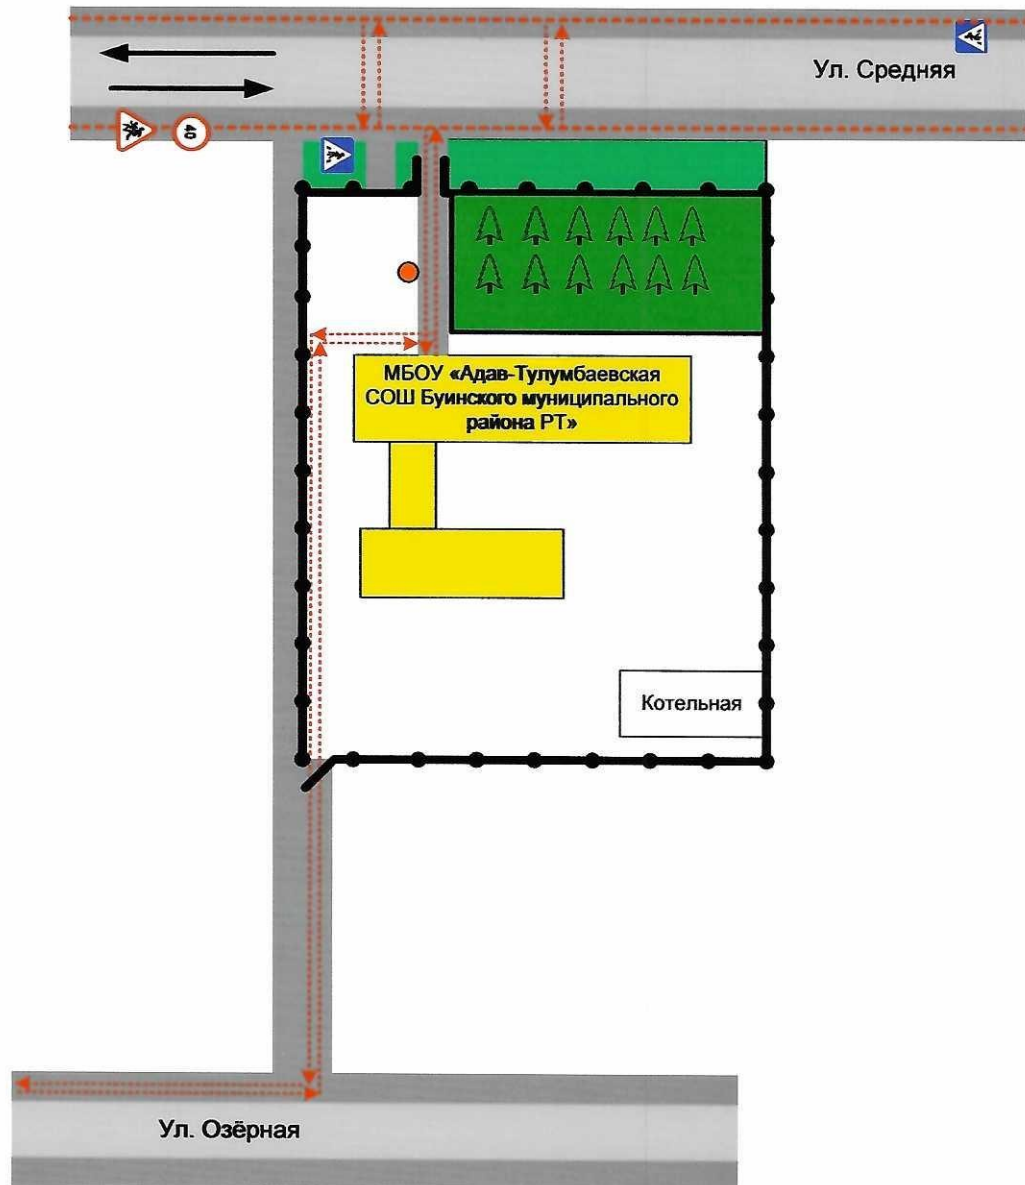 Ул. Средняя
40
МБОУ «Адав-Тулумбаевская
СОШ Буинского муниципального
района РТ»
Котельная
Ул. Озёрная